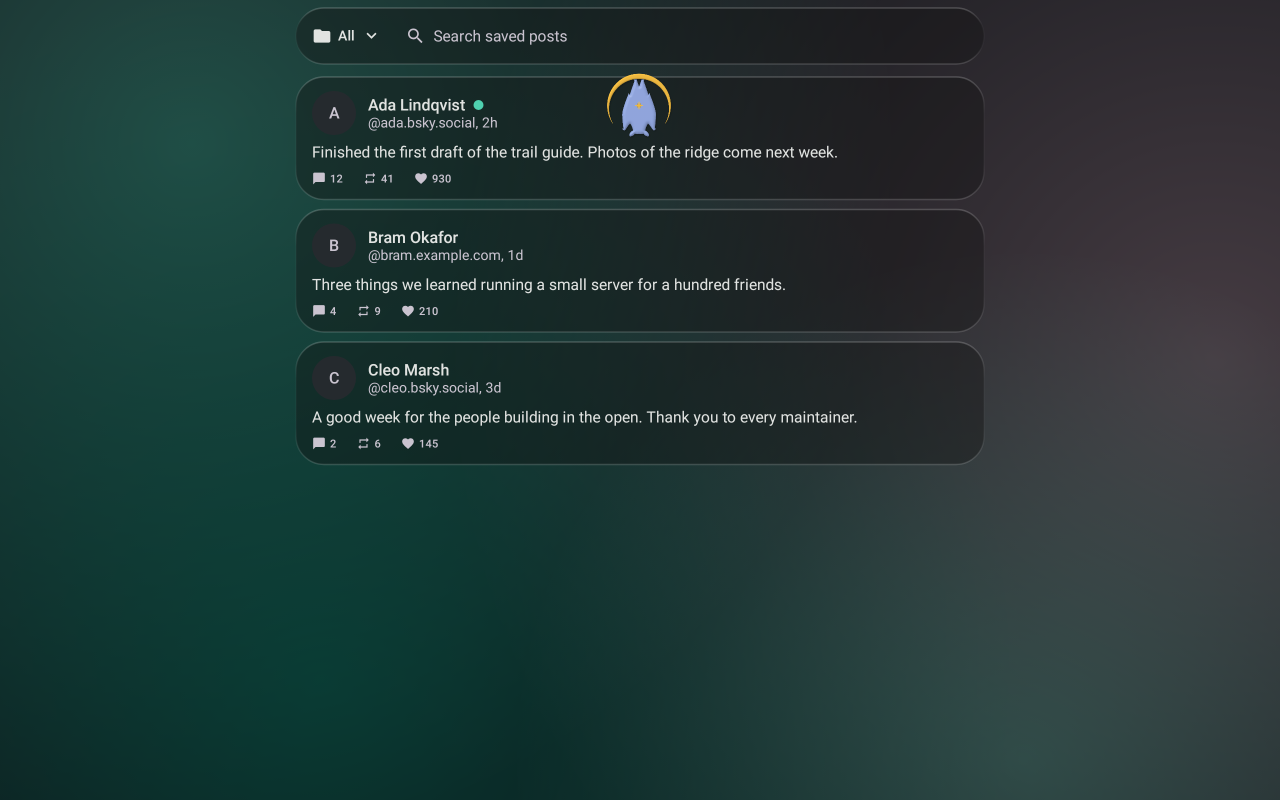 All
Search saved posts
A
Ada Lindqvist
@ada.bsky.social, 2h
Finished the first draft of the trail guide. Photos of the ridge come next week.
12 41 930
B
Bram Okafor
@bram.example.com, 1d
Three things we learned running a small server for a hundred friends.
4 9 210
C
Cleo Marsh
@cleo.bsky.social, 3d
A good week for the people building in the open. Thank you to every maintainer.
2 6 145